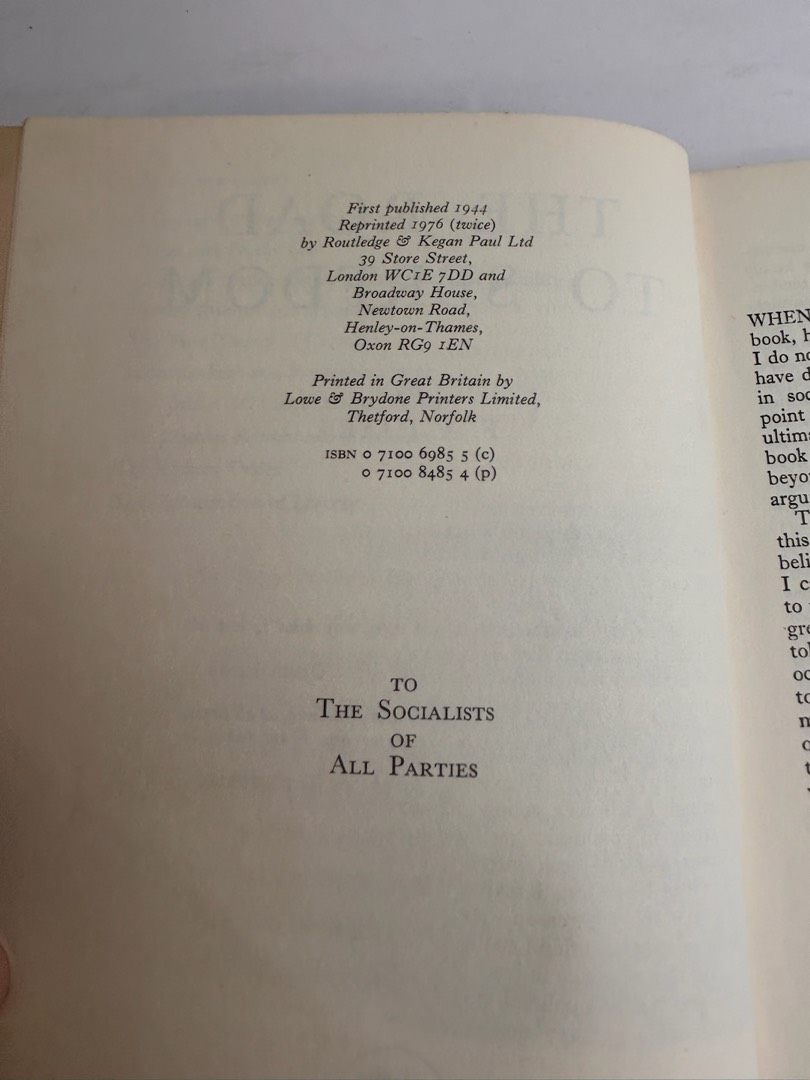 First published 1944
Reprinted 1976 (twice)
by Routledge & Kegan Paul Ltd
39 Store Street,
London WC1E 7DD and
Broadway House,
Newtown Road,
Henley-on-Thames,
Oxon RG9 1EN
Printed in Great Britain by
Lowe & Brydone Printers Limited,
Thetford, Norfolk
ISBN 0 7100 6985 5 (c)
0 7100 8485 4 (p)
TO
THE SOCIALISTS
OF
ALL PARTIES
WHEN
book,
I do
have
in
point
book
this
I
to